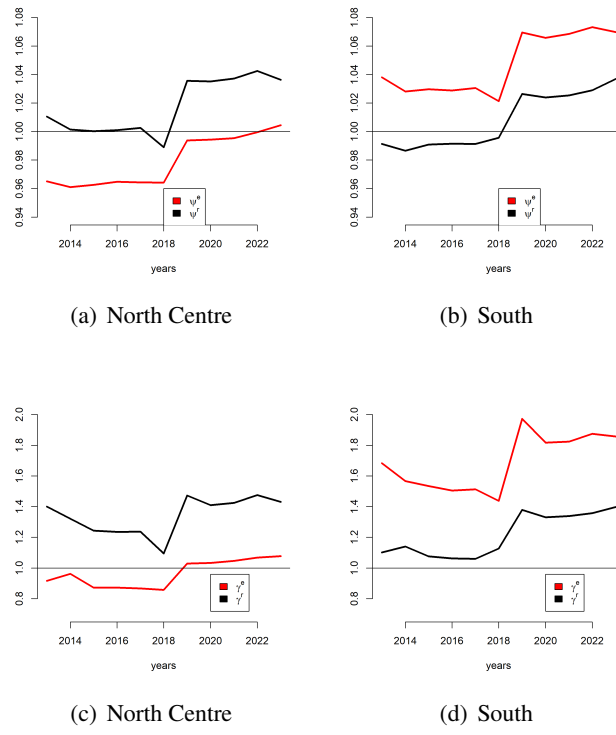 1.08
1.06
1.04
1.02
1.00
0.98
0.96
0.94
2014 2016 2018 2020 2022
years
ψ^e
ψ^r
(a) North Centre
1.08
1.06
1.04
1.02
1.00
0.98
0.96
0.94
2014 2016 2018 2020 2022
years
ψ^e
ψ^r
(b) South
2.0
1.8
1.6
1.4
1.2
1.0
0.8
2014 2016 2018 2020 2022
years
γ^e
γ^r
(c) North Centre
2.0
1.8
1.6
1.4
1.2
1.0
0.8
2014 2016 2018 2020 2022
years
γ^e
γ^r
(d) South